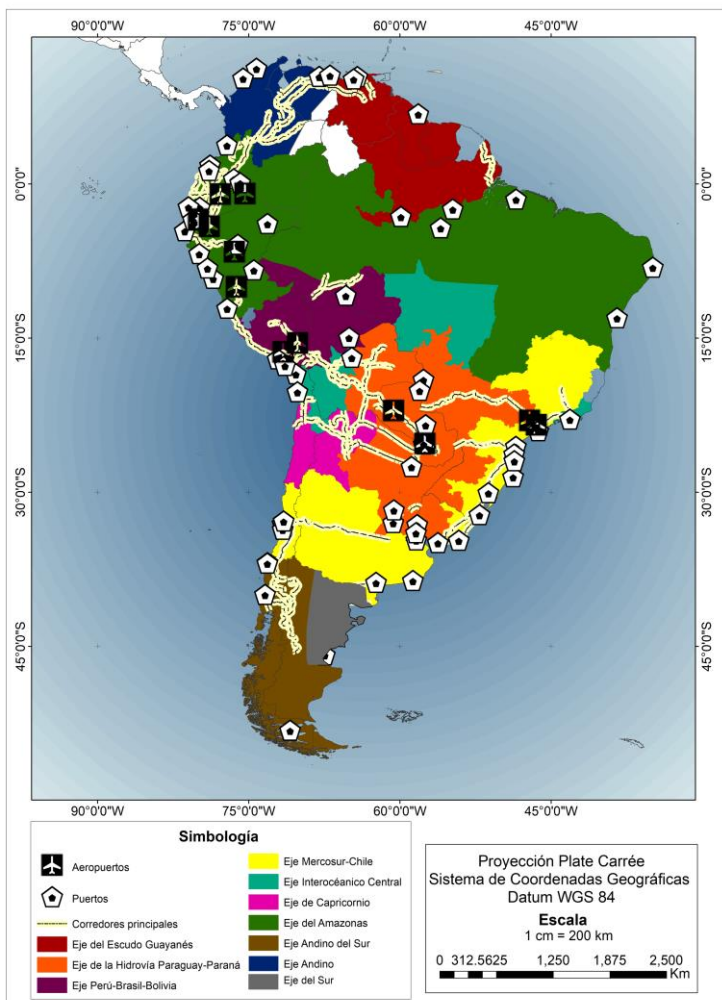 90°0'0"W 75°0'0"W 60°0'0"W 45°0'0"W
0°0'0" 0°0'0"
15°0'0"S 15°0'0"S
30°0'0"S 30°0'0"S
45°0'0"S 45°0'0"S
90°0'0"W 75°0'0"W 60°0'0"W 45°0'0"W
Simbología
Aeropuertos
Puertos
Corredores principales
Eje del Escudo Guayanés
Eje de la Hidrovía Paraguay-Paraná
Eje Perú-Brasil-Bolivia
Eje Mercosur-Chile
Eje Interocéanico Central
Eje de Capricornio
Eje del Amazonas
Eje Andino del Sur
Eje Andino
Eje del Sur
Proyección Plate Carrée
Sistema de Coordenadas Geográficas
Datum WGS 84
Escala
1 cm = 200 km
0 312.5625 1,250 1,875 2,500
Km